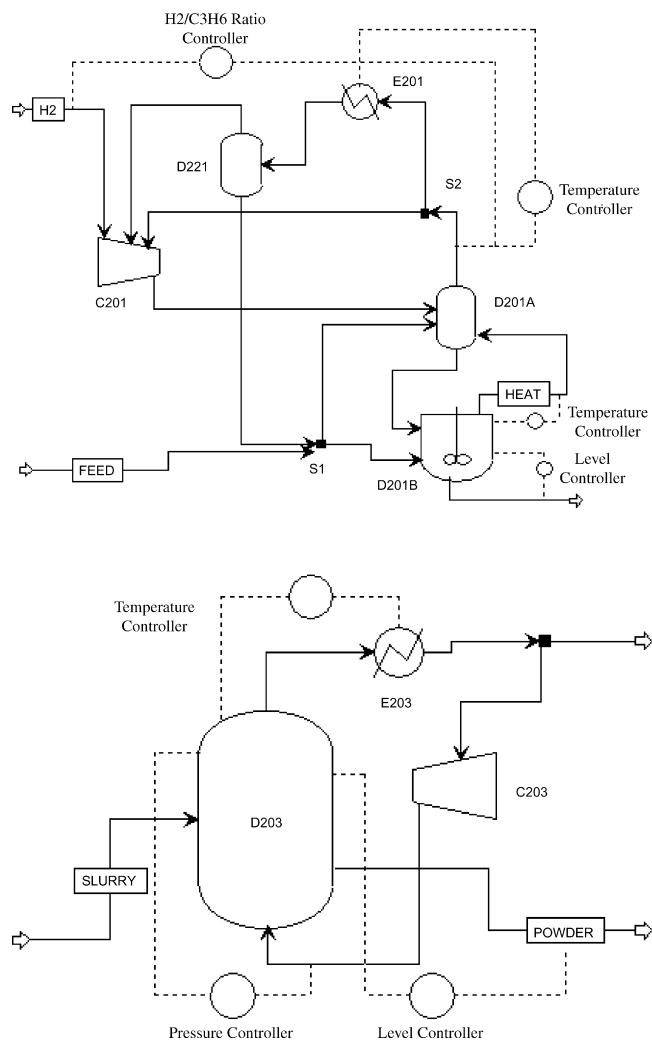 H2/C3H6 Ratio
Controller
H2
E201
D221
S2
Temperature
Controller
C201
D201A
HEAT
Temperature
Controller
FEED
S1
D201B
Level
Controller
Temperature
Controller
E203
C203
D203
SLURRY
POWDER
Pressure Controller
Level Controller